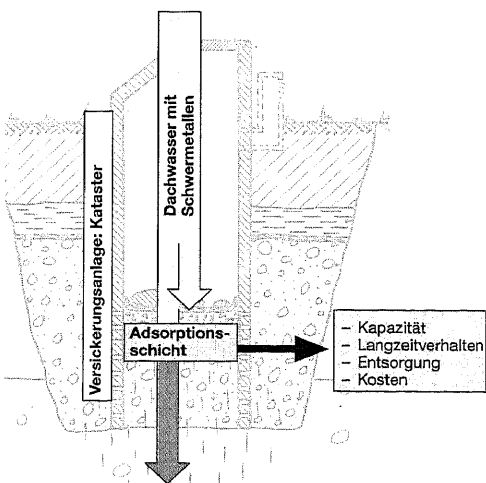 Versickerungsanlage: Kataster
Dachwasser mit
Schwermetallen
Adsorptions-
schicht
– Kapazität
– Langzeitverhalten
– Entsorgung
– Kosten